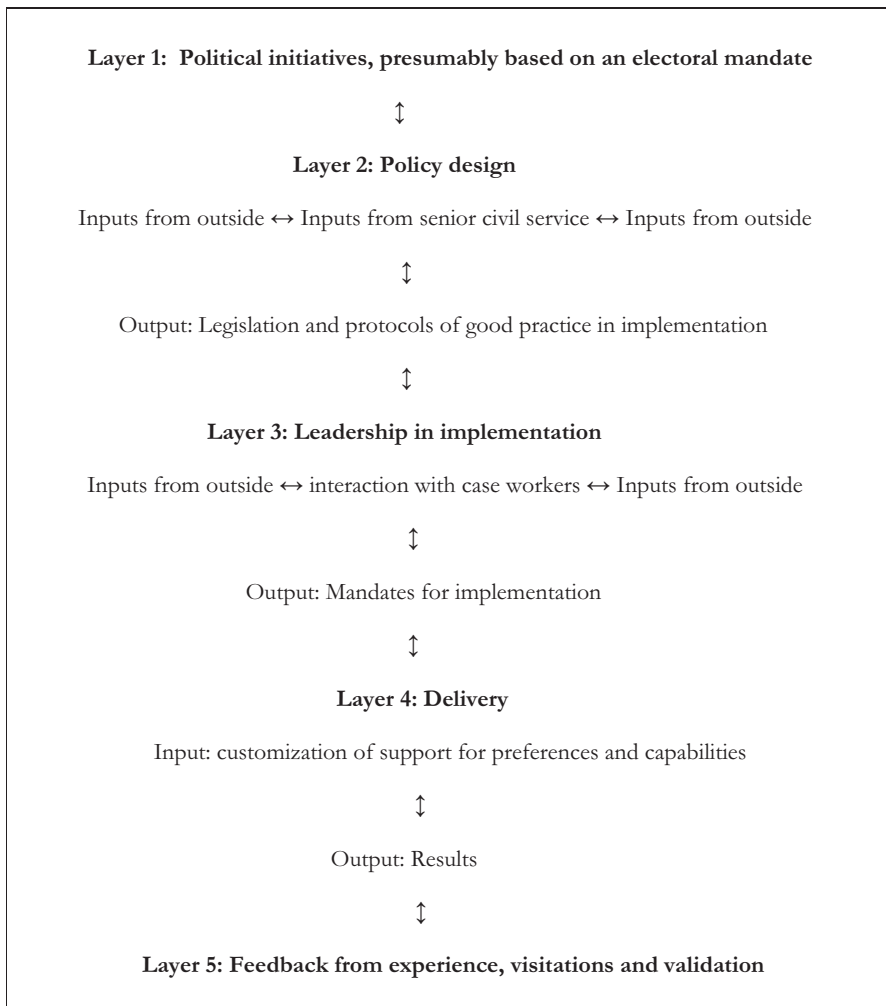 Layer 1:  Political initiatives, presumably based on an electoral mandate
↕
Layer 2: Policy design
Inputs from outside ↔ Inputs from senior civil service ↔ Inputs from outside
↕
Output: Legislation and protocols of good practice in implementation
↕
Layer 3: Leadership in implementation
Inputs from outside ↔ interaction with case workers ↔ Inputs from outside
↕
Output: Mandates for implementation
↕
Layer 4: Delivery
Input: customization of support for preferences and capabilities
↕
Output: Results
↕
Layer 5: Feedback from experience, visitations and validation